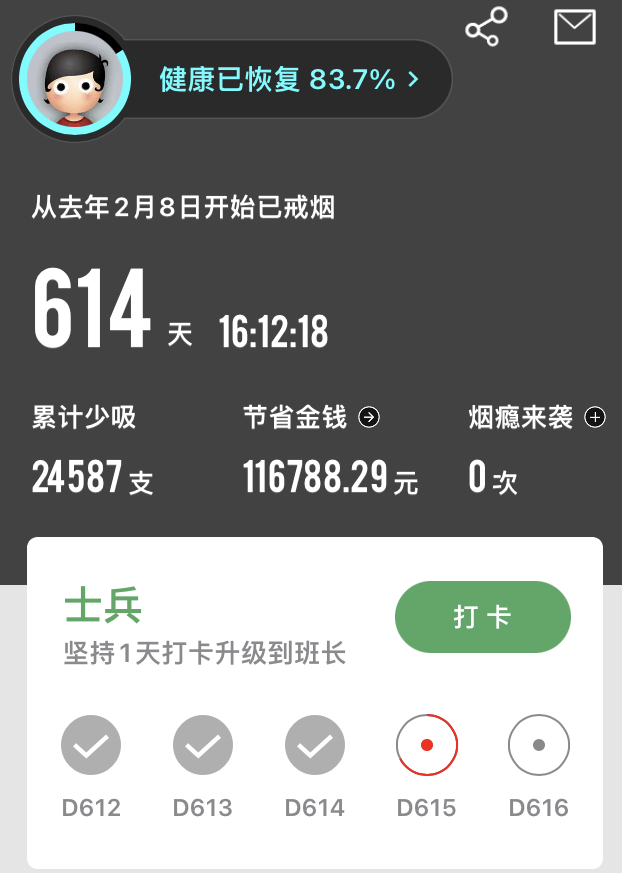 健康已恢复 83.7%
从去年2月8日开始已戒烟
614 天 16:12:18
累计少吸 节省金钱 烟瘾来袭
24587 支 116788.29 元 0 次
士兵
打卡
坚持1天打卡升级到班长
D612 D613 D614 D615 D616